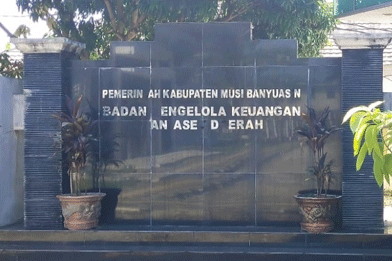 PEMERIN AH KABUPATEN MUSI BANYUAS N
BADAN ENGELOLA KEUANGAN
AN ASE D ERAH